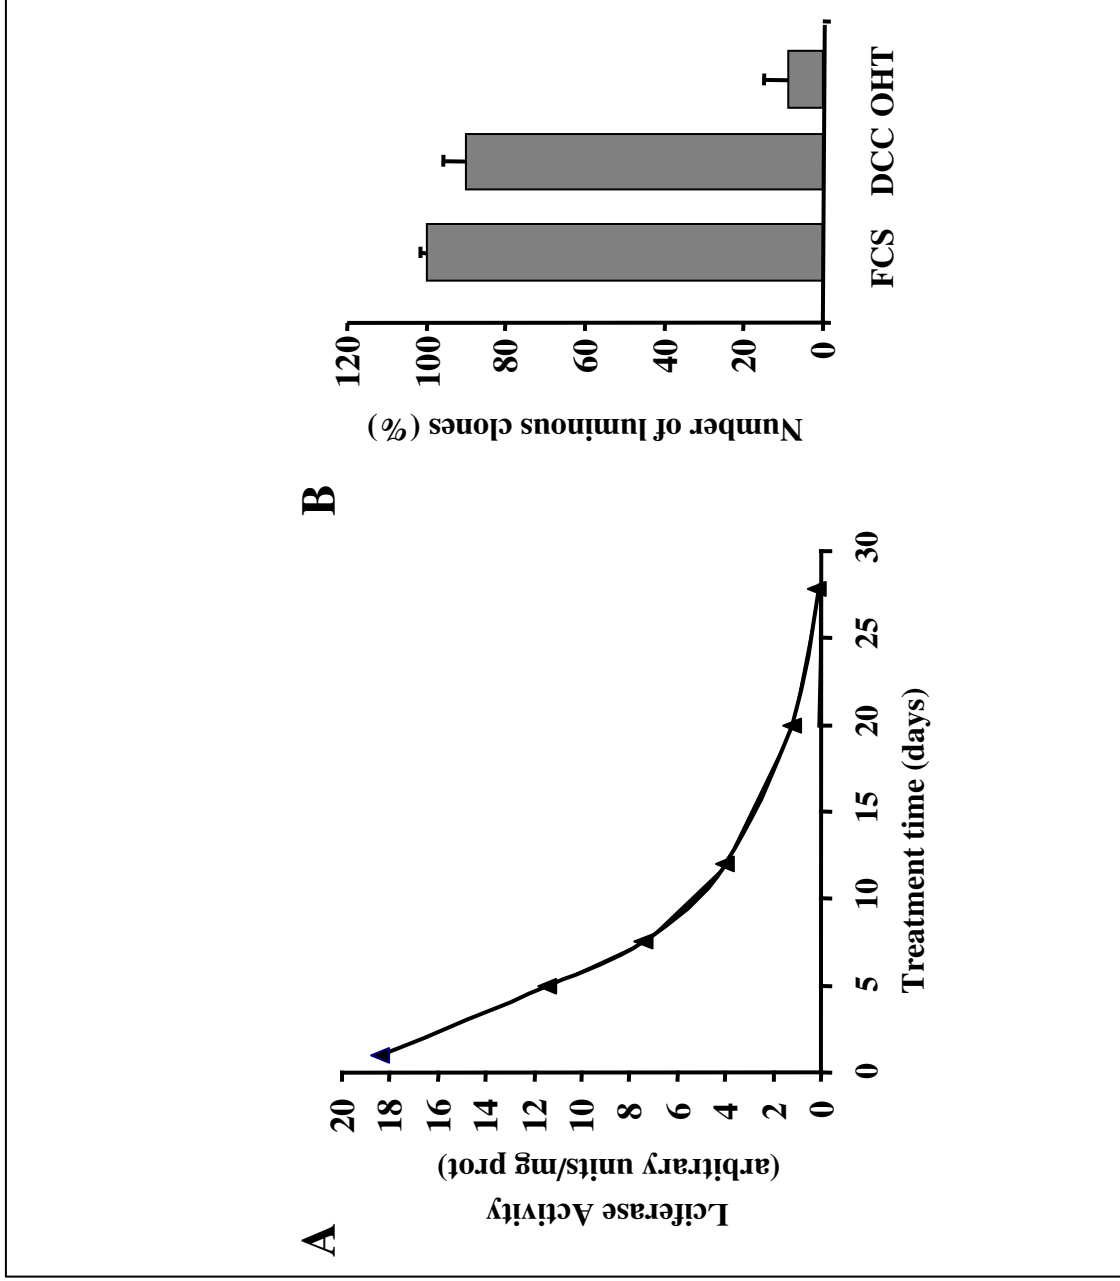 A
Lciferase Activity
(arbitrary units/mg prot)
20
18
16
14
12
10
8
6
4
2
0
0 5 10 15 20 25 30
Treatment time (days)
B
Number of luminous clones (%)
120
100
80
60
40
20
0
FCS DCC OHT